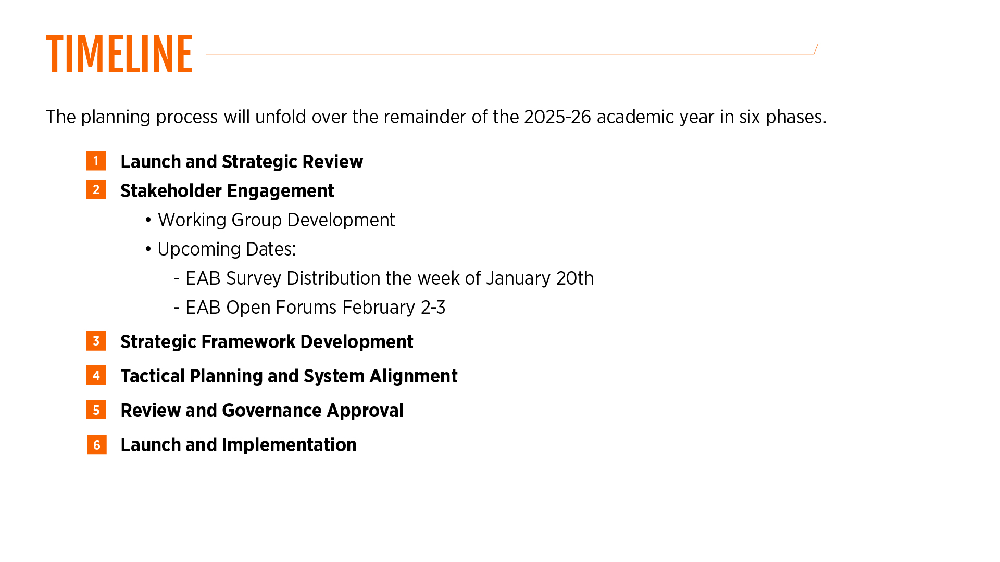 TIMELINE
The planning process will unfold over the remainder of the 2025-26 academic year in six phases.
1 Launch and Strategic Review
2 Stakeholder Engagement
• Working Group Development
• Upcoming Dates:
- EAB Survey Distribution the week of January 20th
- EAB Open Forums February 2-3
3 Strategic Framework Development
4 Tactical Planning and System Alignment
5 Review and Governance Approval
6 Launch and Implementation